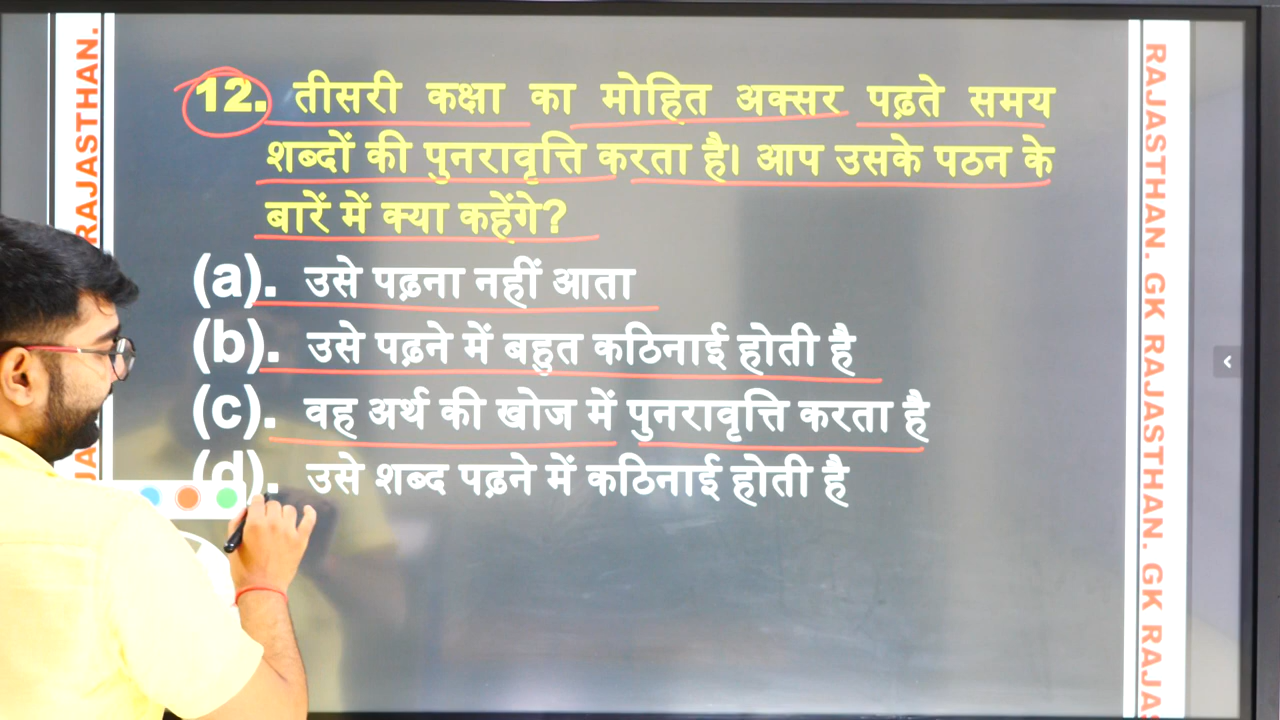 12. तीसरी कक्षा का मोहित अक्सर पढ़ते समय
शब्दों की पुनरावृत्ति करता है। आप उसके पठन के
बारें में क्या कहेंगे?
(a). उसे पढ़ना नहीं आता
(b). उसे पढ़ने में बहुत कठिनाई होती है
(c). वह अर्थ की खोज में पुनरावृत्ति करता है
(d). उसे शब्द पढ़ने में कठिनाई होती है
RAJASTHAN.
RAJASTHAN. GK RAJASTHAN. GK RAJAS